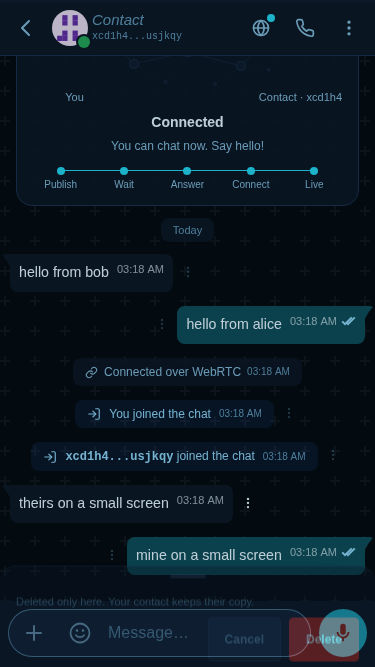 Contact
xcd1h4...usjkqy
You
Contact · xcd1h4
Connected
You can chat now. Say hello!
Publish Wait Answer Connect Live
Today
hello from bob 03:18 AM
hello from alice 03:18 AM
Connected over WebRTC 03:18 AM
You joined the chat 03:18 AM
xcd1h4...usjkqy joined the chat 03:18 AM
theirs on a small screen 03:18 AM
mine on a small screen 03:18 AM
Deleted only here. Your contact keeps their copy.
Message… Cancel Delete